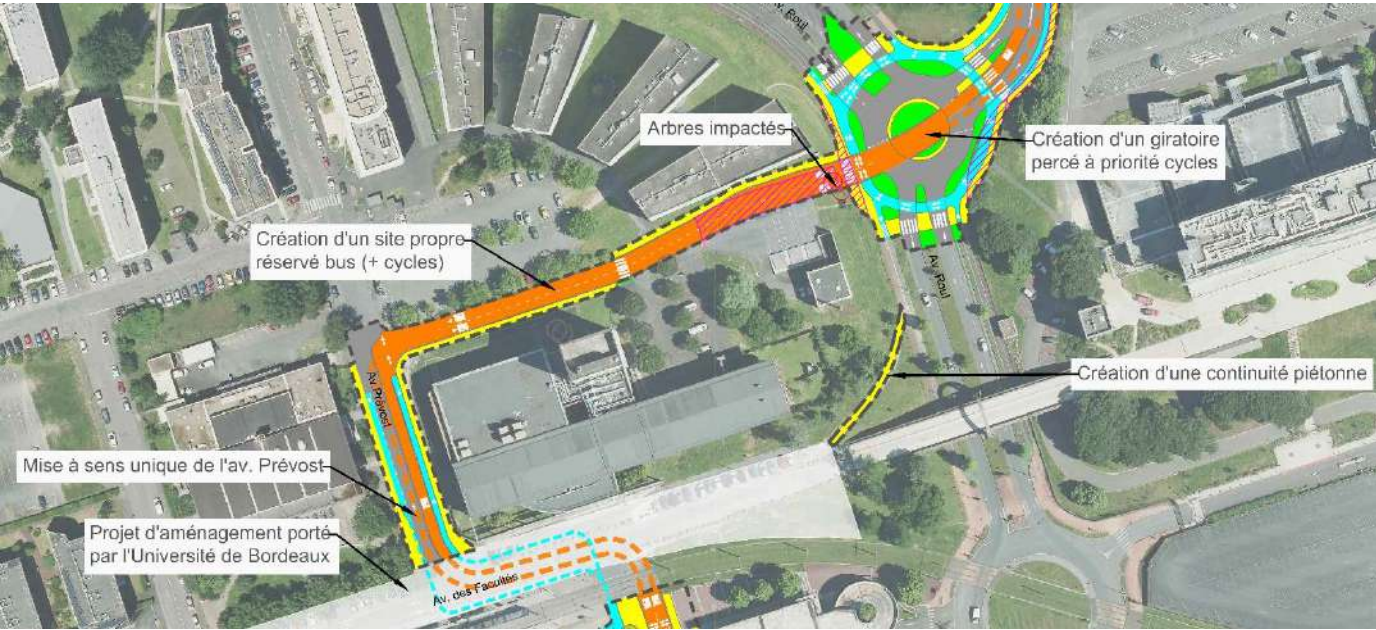 Av. Roul
Arbres impactés
Création d'un giratoire
percé à priorité cycles
Création d'un site propre
réservé bus (+ cycles)
Av. Roul
Création d'une continuité piétonne
Av Prévost
Mise à sens unique de l'av. Prévost
Projet d'aménagement porté
par l'Université de Bordeaux
Av. des Facultés